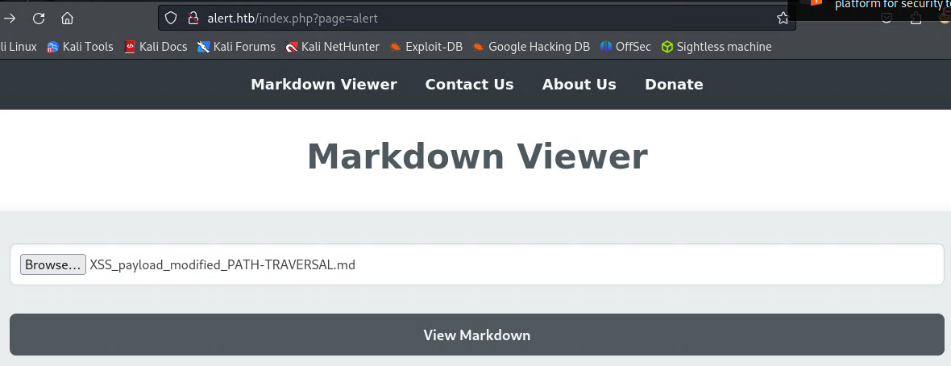 platform for security t
alert.htb/index.php?page=alert
li Linux Kali Tools Kali Docs Kali Forums Kali NetHunter Exploit-DB Google Hacking DB OffSec Sightless machine
Markdown Viewer Contact Us About Us Donate
Markdown Viewer
Browse... XSS_payload_modified_PATH-TRAVERSAL.md
View Markdown